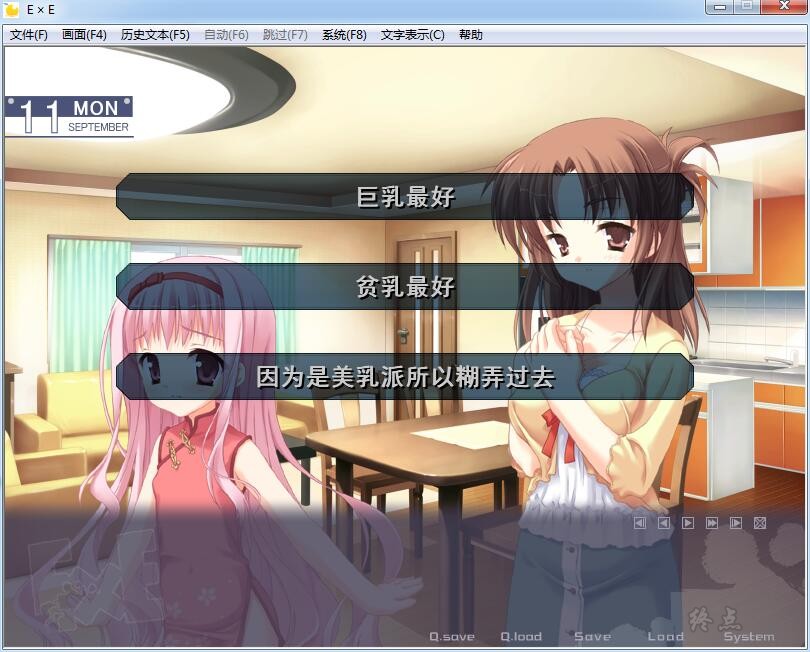 E × E
文件(F) 画面(F4) 历史文本(F5) 自动(F6) 跳过(F7) 系统(F8) 文字表示(C) 帮助
11 MON
SEPTEMBER
巨乳最好
贫乳最好
因为是美乳派所以糊弄过去
终点
Q.save Q.load Save Load System